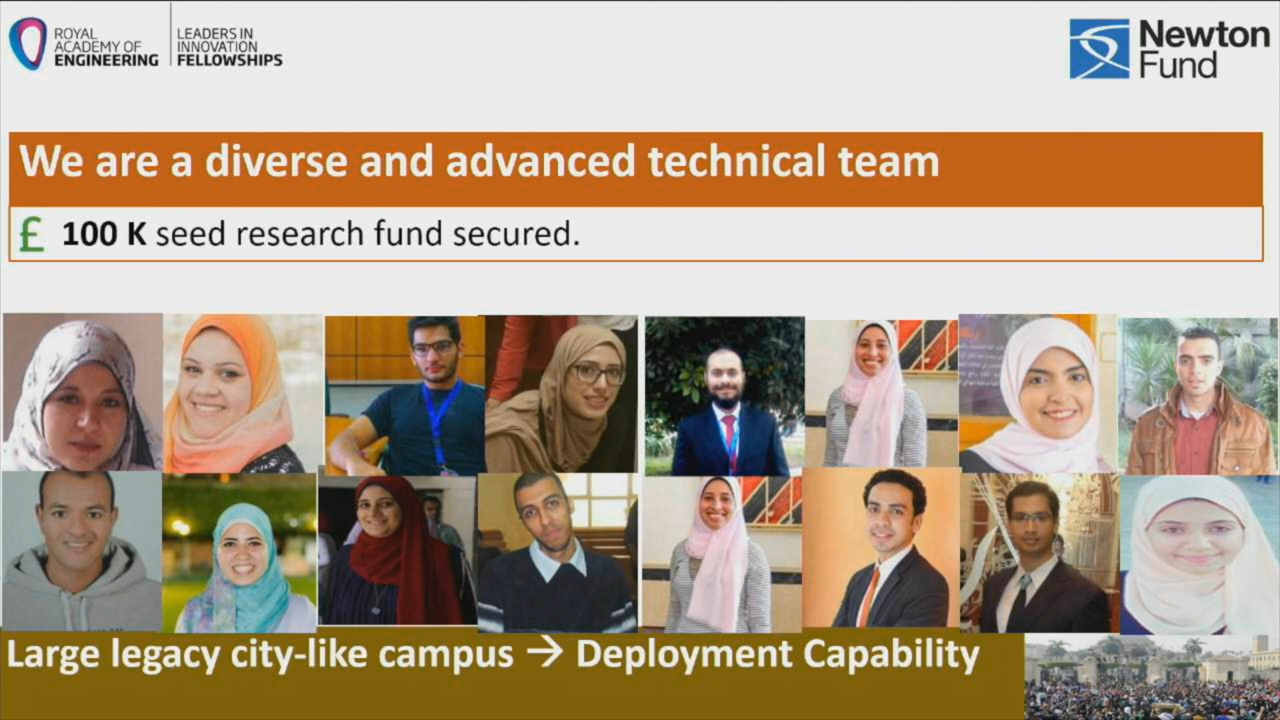 ROYAL
ACADEMY OF
ENGINEERING
LEADERS IN
INNOVATION
FELLOWSHIPS
Newton
Fund
We are a diverse and advanced technical team
£ 100 K seed research fund secured.
Large legacy city-like campus → Deployment Capability